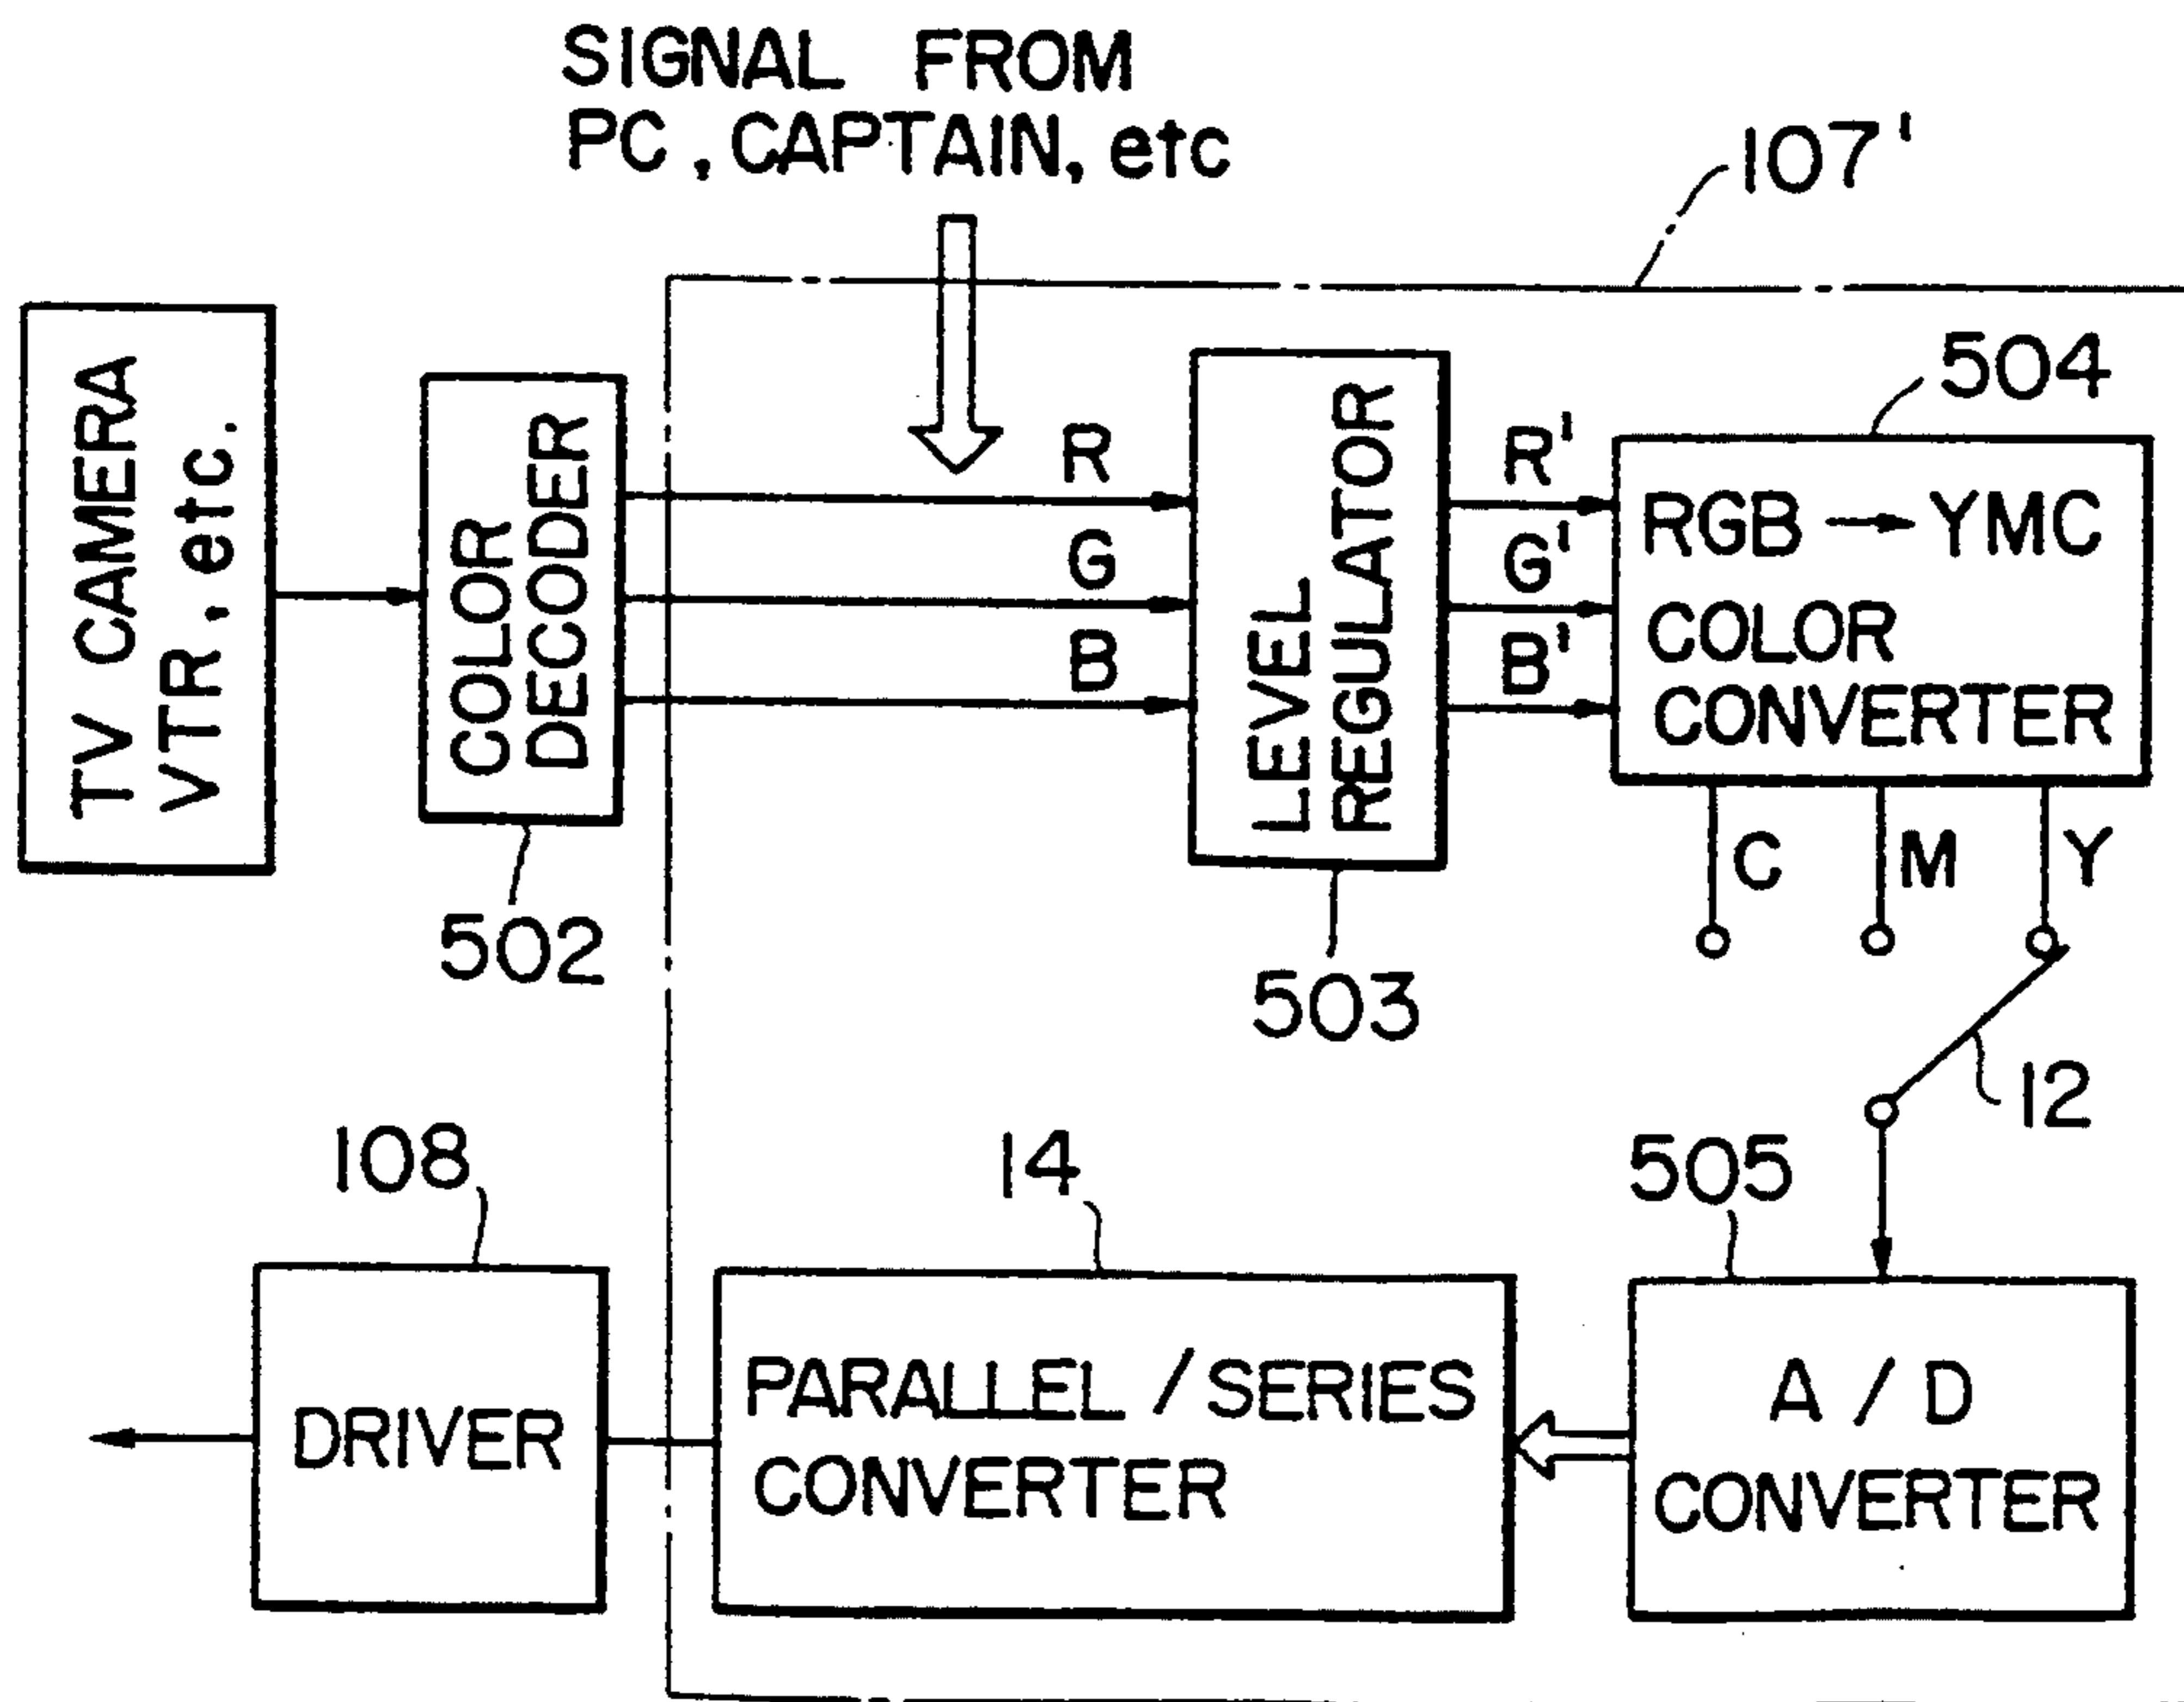 SIGNAL FROM
PC, CAPTAIN, etc
107'
TV CAMERA
VTR, etc.
COLOR
DECODER
502
R
G
B
LEVEL
REGULATOR
503
R'
G'
B'
504
RGB → YMC
COLOR
CONVERTER
C
M
Y
12
505
A / D
CONVERTER
14
PARALLEL / SERIES
CONVERTER
108
DRIVER